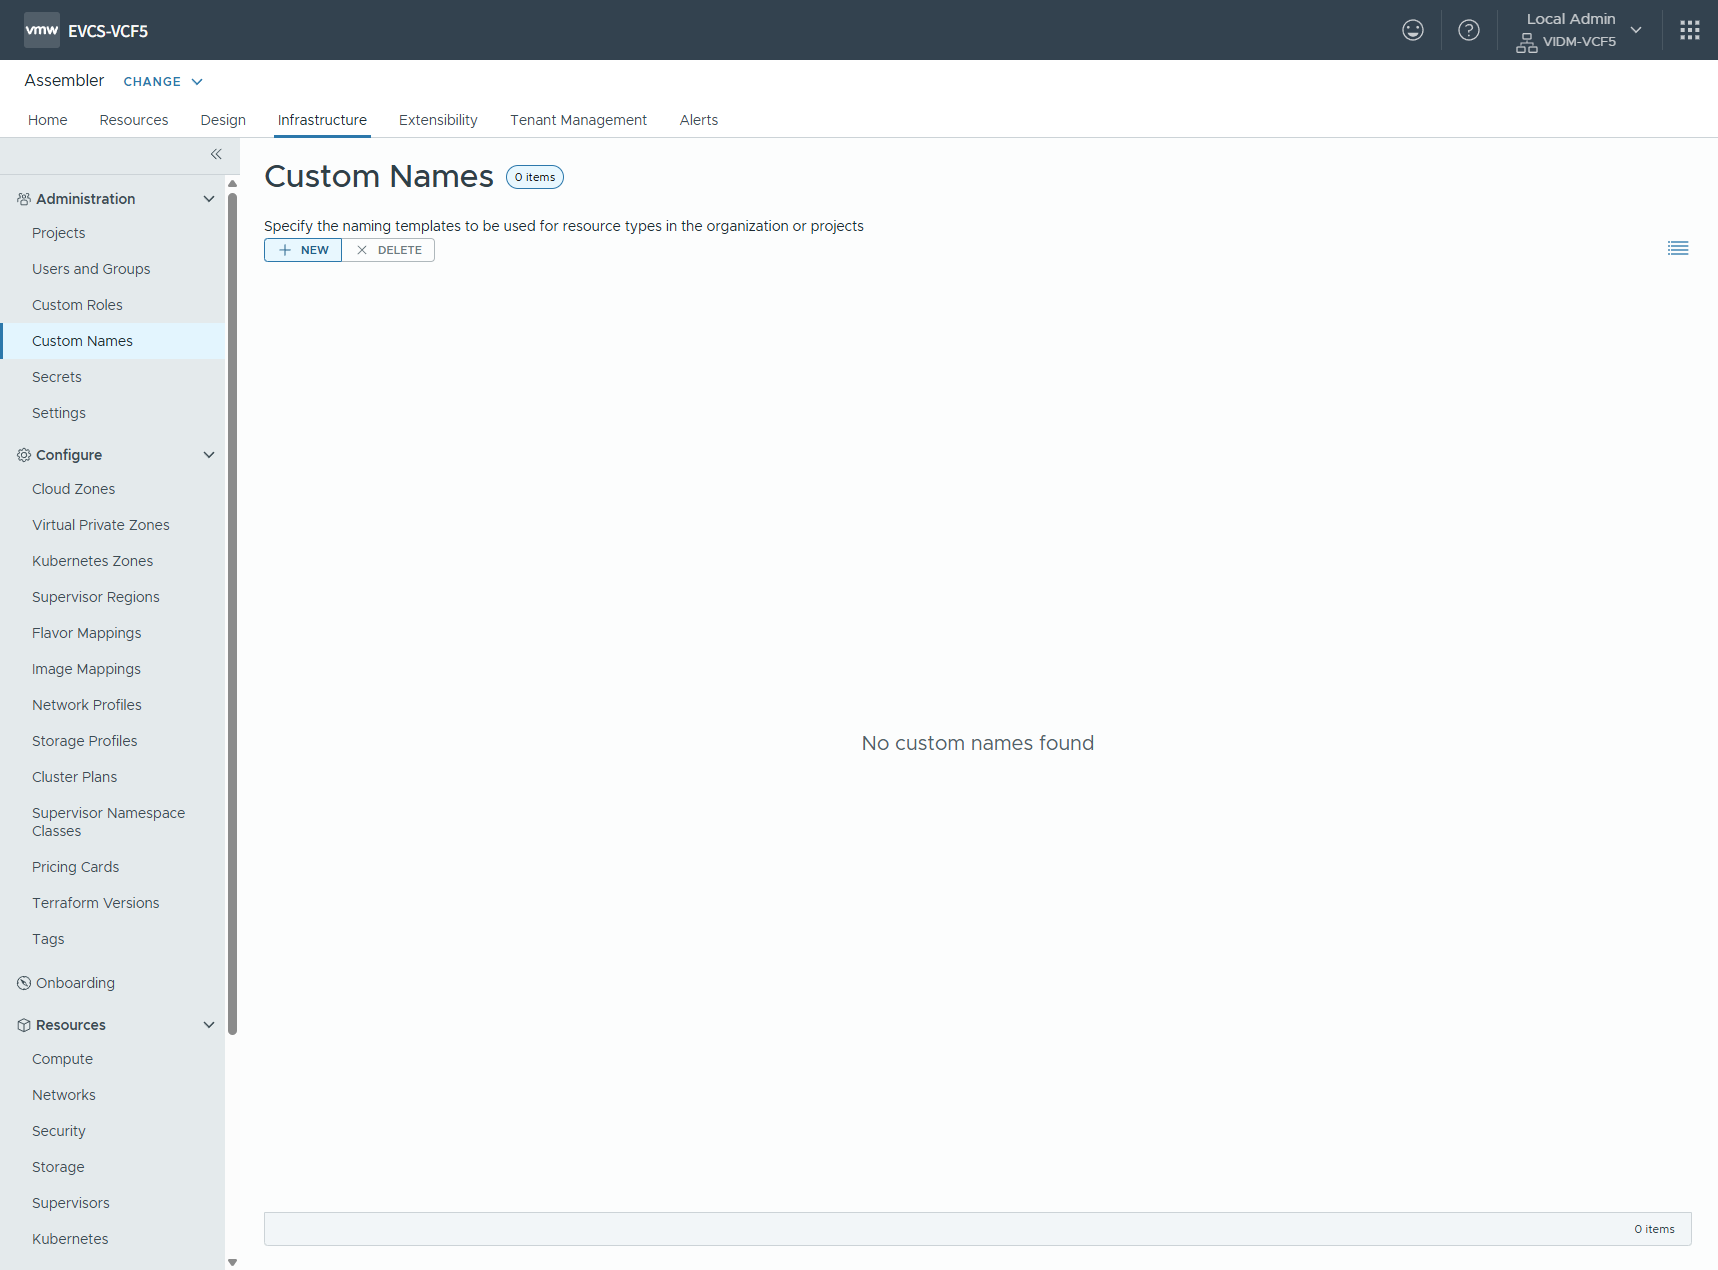 vmw EVCS-VCF5
Local Admin
VIDM-VCF5
Assembler CHANGE
Home Resources Design Infrastructure Extensibility Tenant Management Alerts
Administration
Projects
Users and Groups
Custom Roles
Custom Names
Secrets
Settings
Configure
Cloud Zones
Virtual Private Zones
Kubernetes Zones
Supervisor Regions
Flavor Mappings
Image Mappings
Network Profiles
Storage Profiles
Cluster Plans
Supervisor Namespace
Classes
Pricing Cards
Terraform Versions
Tags
Onboarding
Resources
Compute
Networks
Security
Storage
Supervisors
Kubernetes
Custom Names 0 items
Specify the naming templates to be used for resource types in the organization or projects
NEW DELETE
No custom names found
0 items